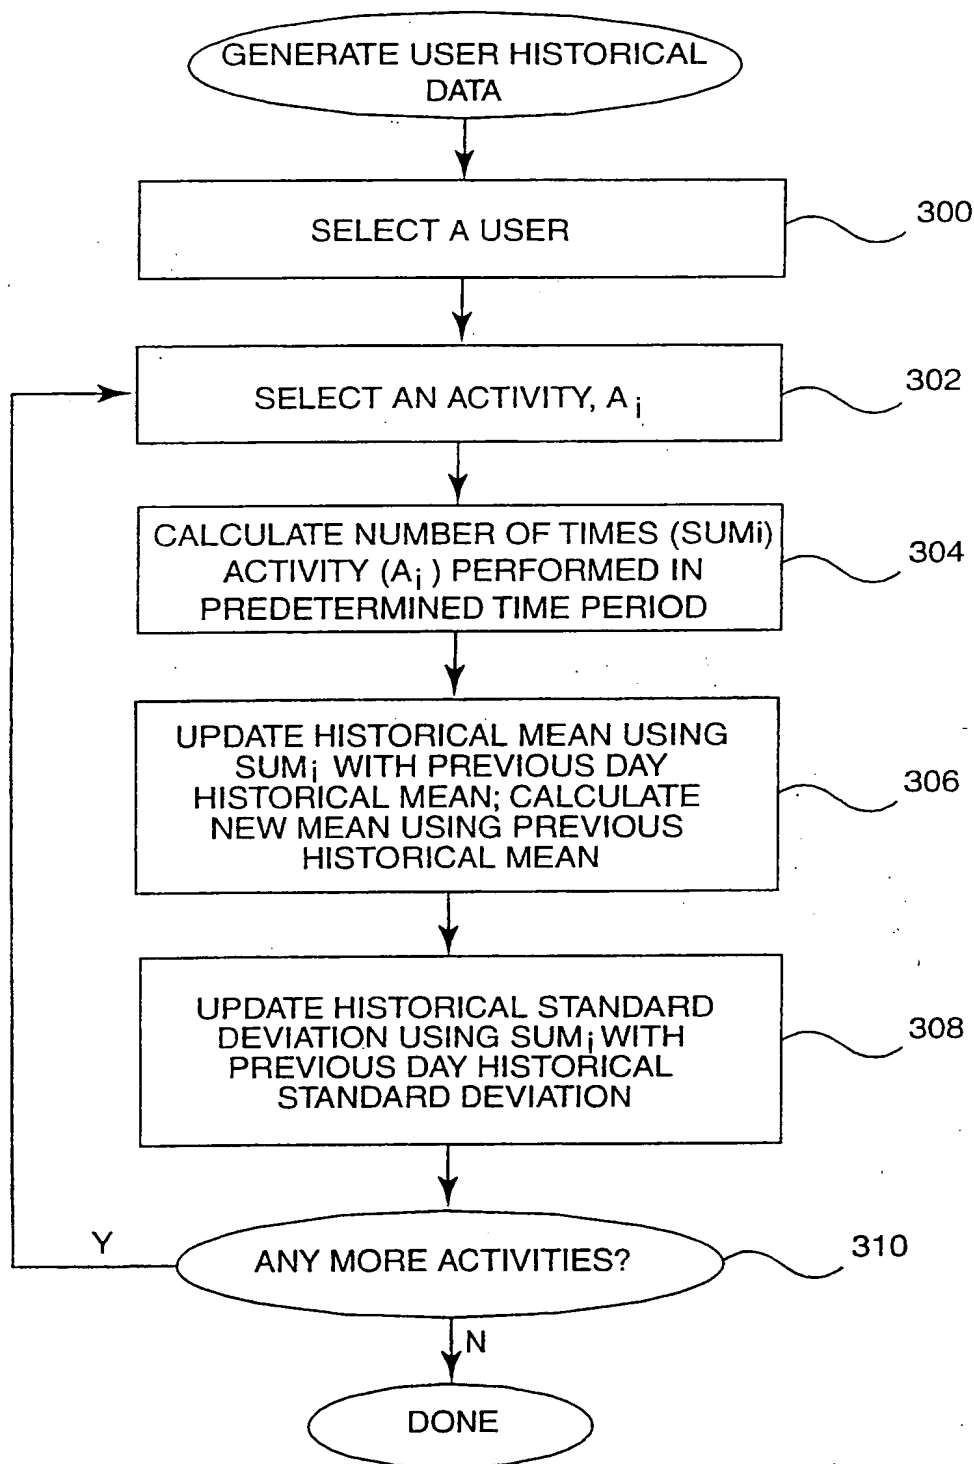 GENERATE USER HISTORICAL
DATA
SELECT A USER
300
SELECT AN ACTIVITY, A i
302
CALCULATE NUMBER OF TIMES (SUMi)
ACTIVITY (Ai ) PERFORMED IN
PREDETERMINED TIME PERIOD
304
UPDATE HISTORICAL MEAN USING
SUMi WITH PREVIOUS DAY
HISTORICAL MEAN; CALCULATE
NEW MEAN USING PREVIOUS
HISTORICAL MEAN
306
UPDATE HISTORICAL STANDARD
DEVIATION USING SUMi WITH
PREVIOUS DAY HISTORICAL
STANDARD DEVIATION
308
Y
ANY MORE ACTIVITIES?
310
N
DONE